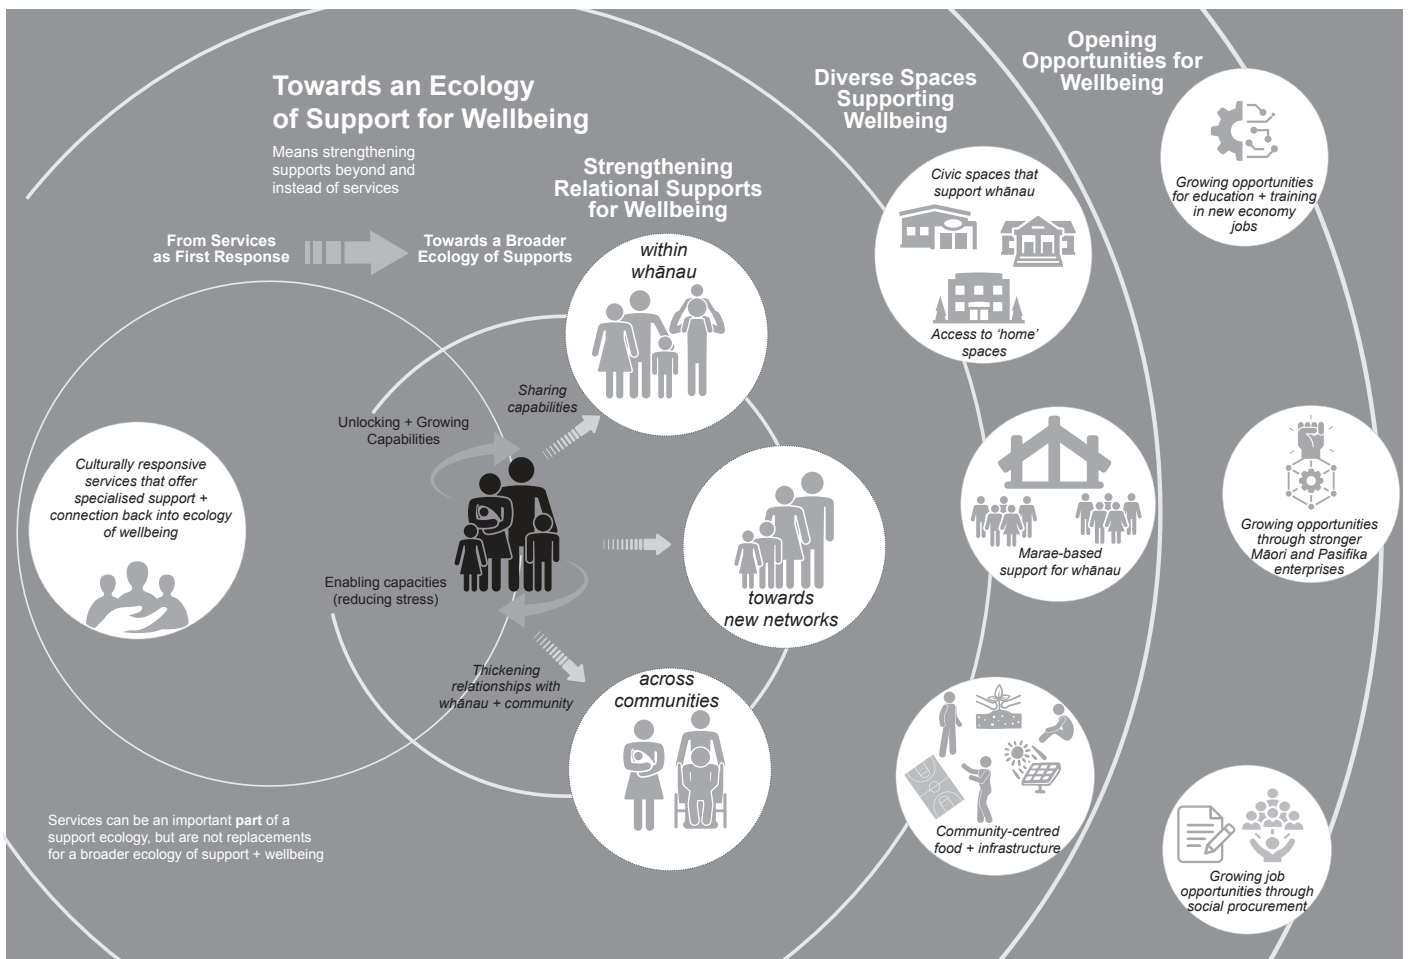 Towards an Ecology
of Support for Wellbeing
Means strengthening
supports beyond and
instead of services
From Services
as First Response
Towards a Broader
Ecology of Supports
Culturally responsive
services that offer
specialised support +
connection back into ecology
of wellbeing
Unlocking + Growing
Capabilities
Enabling capacities
(reducing stress)
Sharing
capabilities
Thickening
relationships with
whānau + community
Services can be an important part of a
support ecology, but are not replacements
for a broader ecology of support + wellbeing
Strengthening
Relational Supports
for Wellbeing
within
whānau
towards
new networks
across
communities
Diverse Spaces
Supporting
Wellbeing
Civic spaces that
support whānau
Access to ‘home’
spaces
Marae-based
support for whānau
Community-centred
food + infrastructure
Opening
Opportunities for
Wellbeing
Growing opportunities
for education + training
in new economy
jobs
Growing opportunities
through stronger
Māori and Pasifika
enterprises
Growing job
opportunities through
social procurement